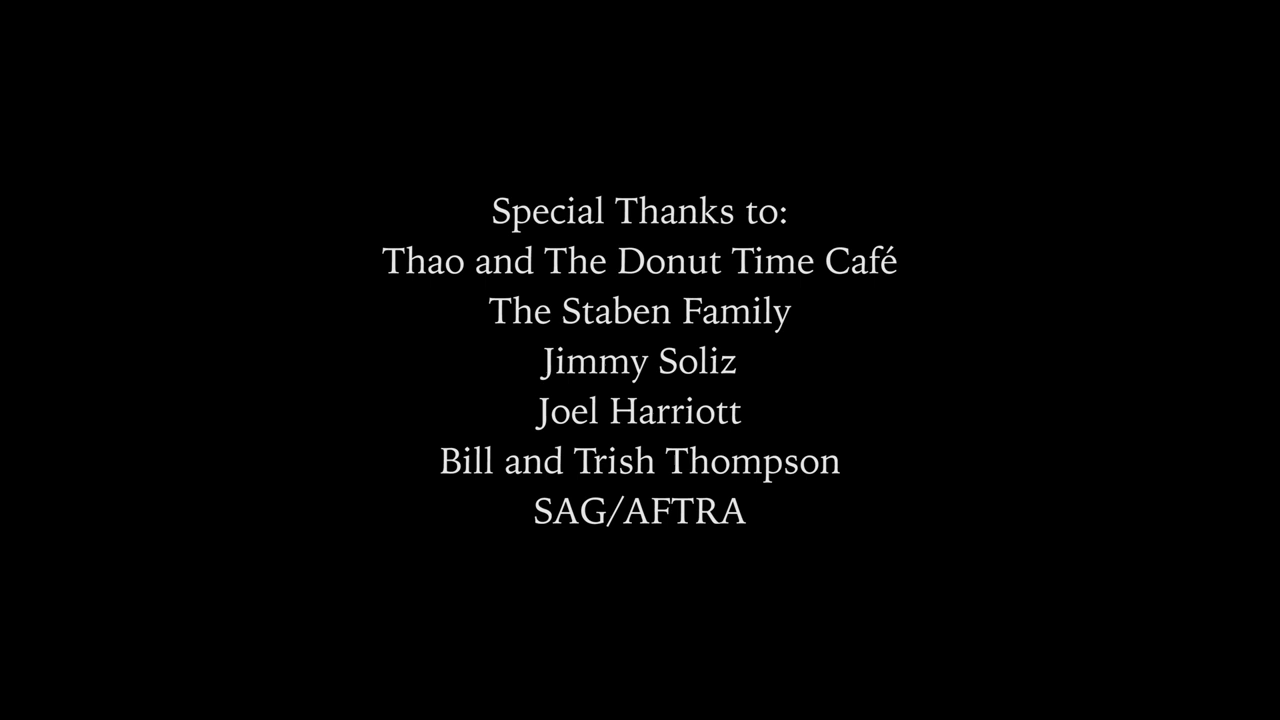 Special Thanks to:
Thao and The Donut Time Café
The Staben Family
Jimmy Soliz
Joel Harriott
Bill and Trish Thompson
SAG/AFTRA